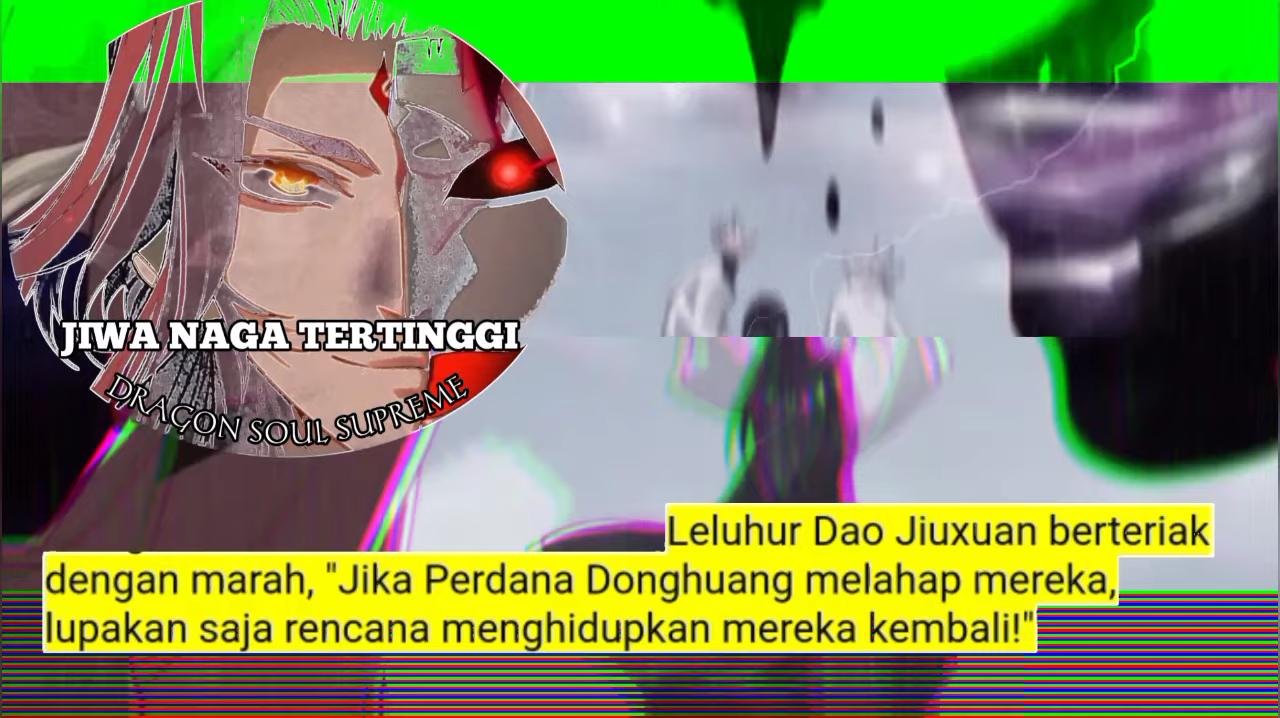 JIWA NAGA TERTINGGI
DRAGON SOUL SUPREME
Leluhur Dao Jiuxuan berteriak
dengan marah, "Jika Perdana Donghuang melahap mereka,
lupakan saja rencana menghidupkan mereka kembali!"